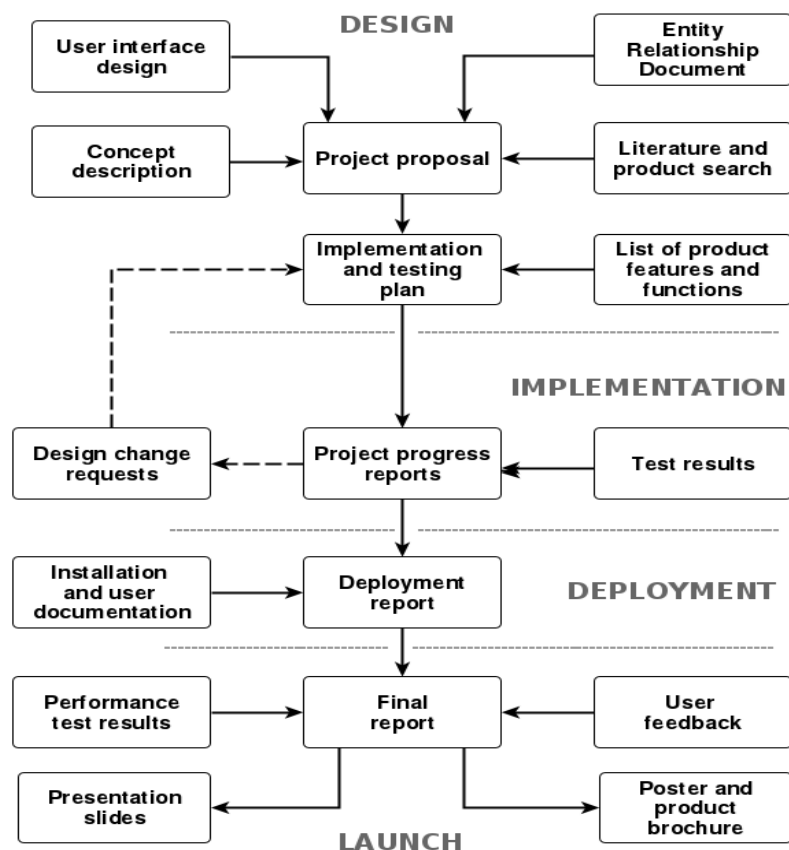 DESIGN
User interface
design
Entity
Relationship
Document
Concept
description
Project proposal
Literature and
product search
Implementation
and testing
plan
List of product
features and
functions
IMPLEMENTATION
Design change
requests
Project progress
reports
Test results
Installation
and user
documentation
Deployment
report
DEPLOYMENT
Performance
test results
Final
report
User
feedback
Presentation
slides
Poster and
product
brochure
LAUNCH